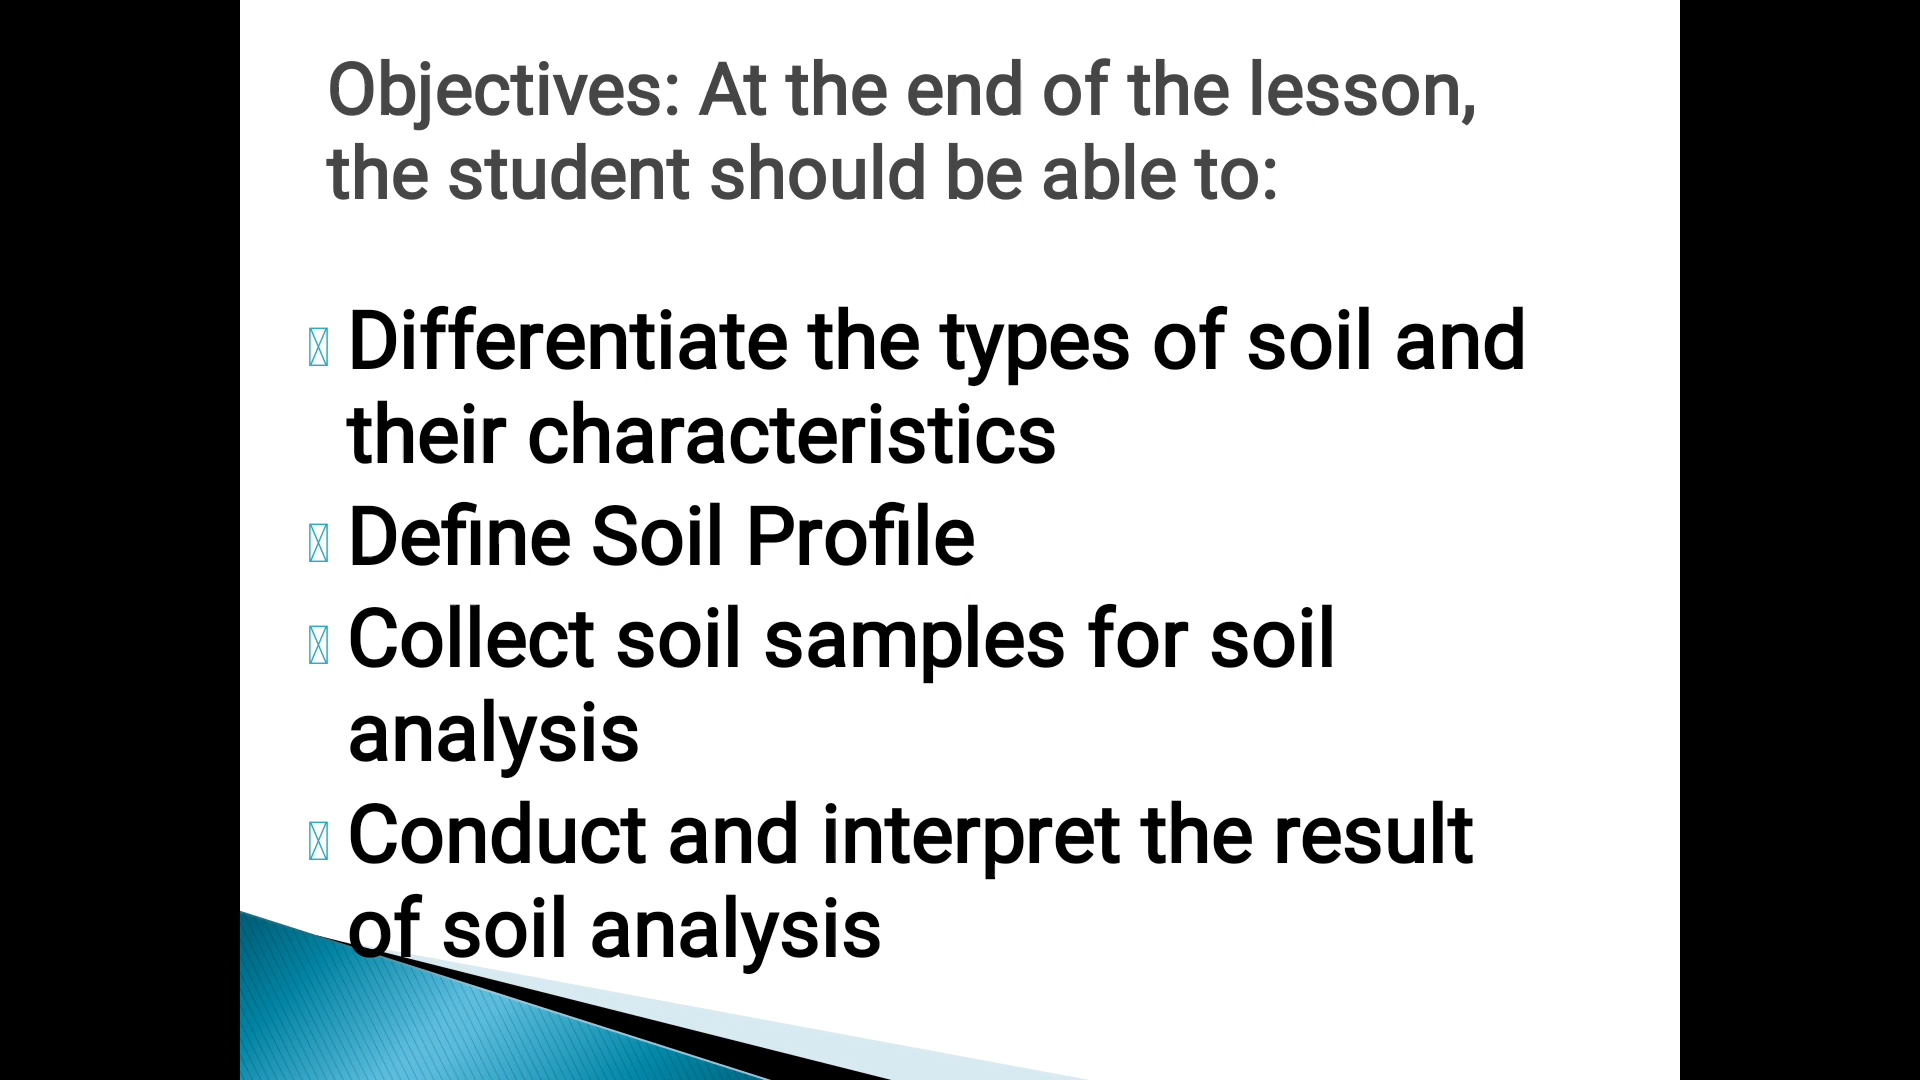 Objectives: At the end of the lesson,
the student should be able to:
Differentiate the types of soil and
their characteristics
Define Soil Profile
Collect soil samples for soil
analysis
Conduct and interpret the result
of soil analysis